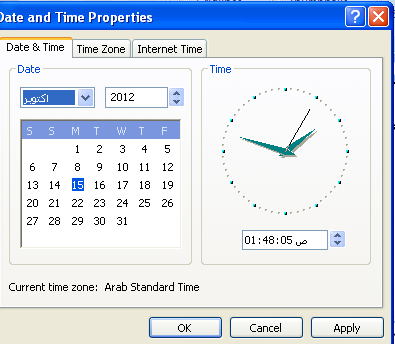 Date and Time Properties
Date & Time Time Zone Internet Time
Date Time
اكتوبر 2012
S S M T W T F
1 2 3 4 5
6 7 8 9 10 11 12
13 14 15 16 17 18 19
20 21 22 23 24 25 26
27 28 29 30 31
01:48:05 ص
Current time zone: Arab Standard Time
OK Cancel Apply